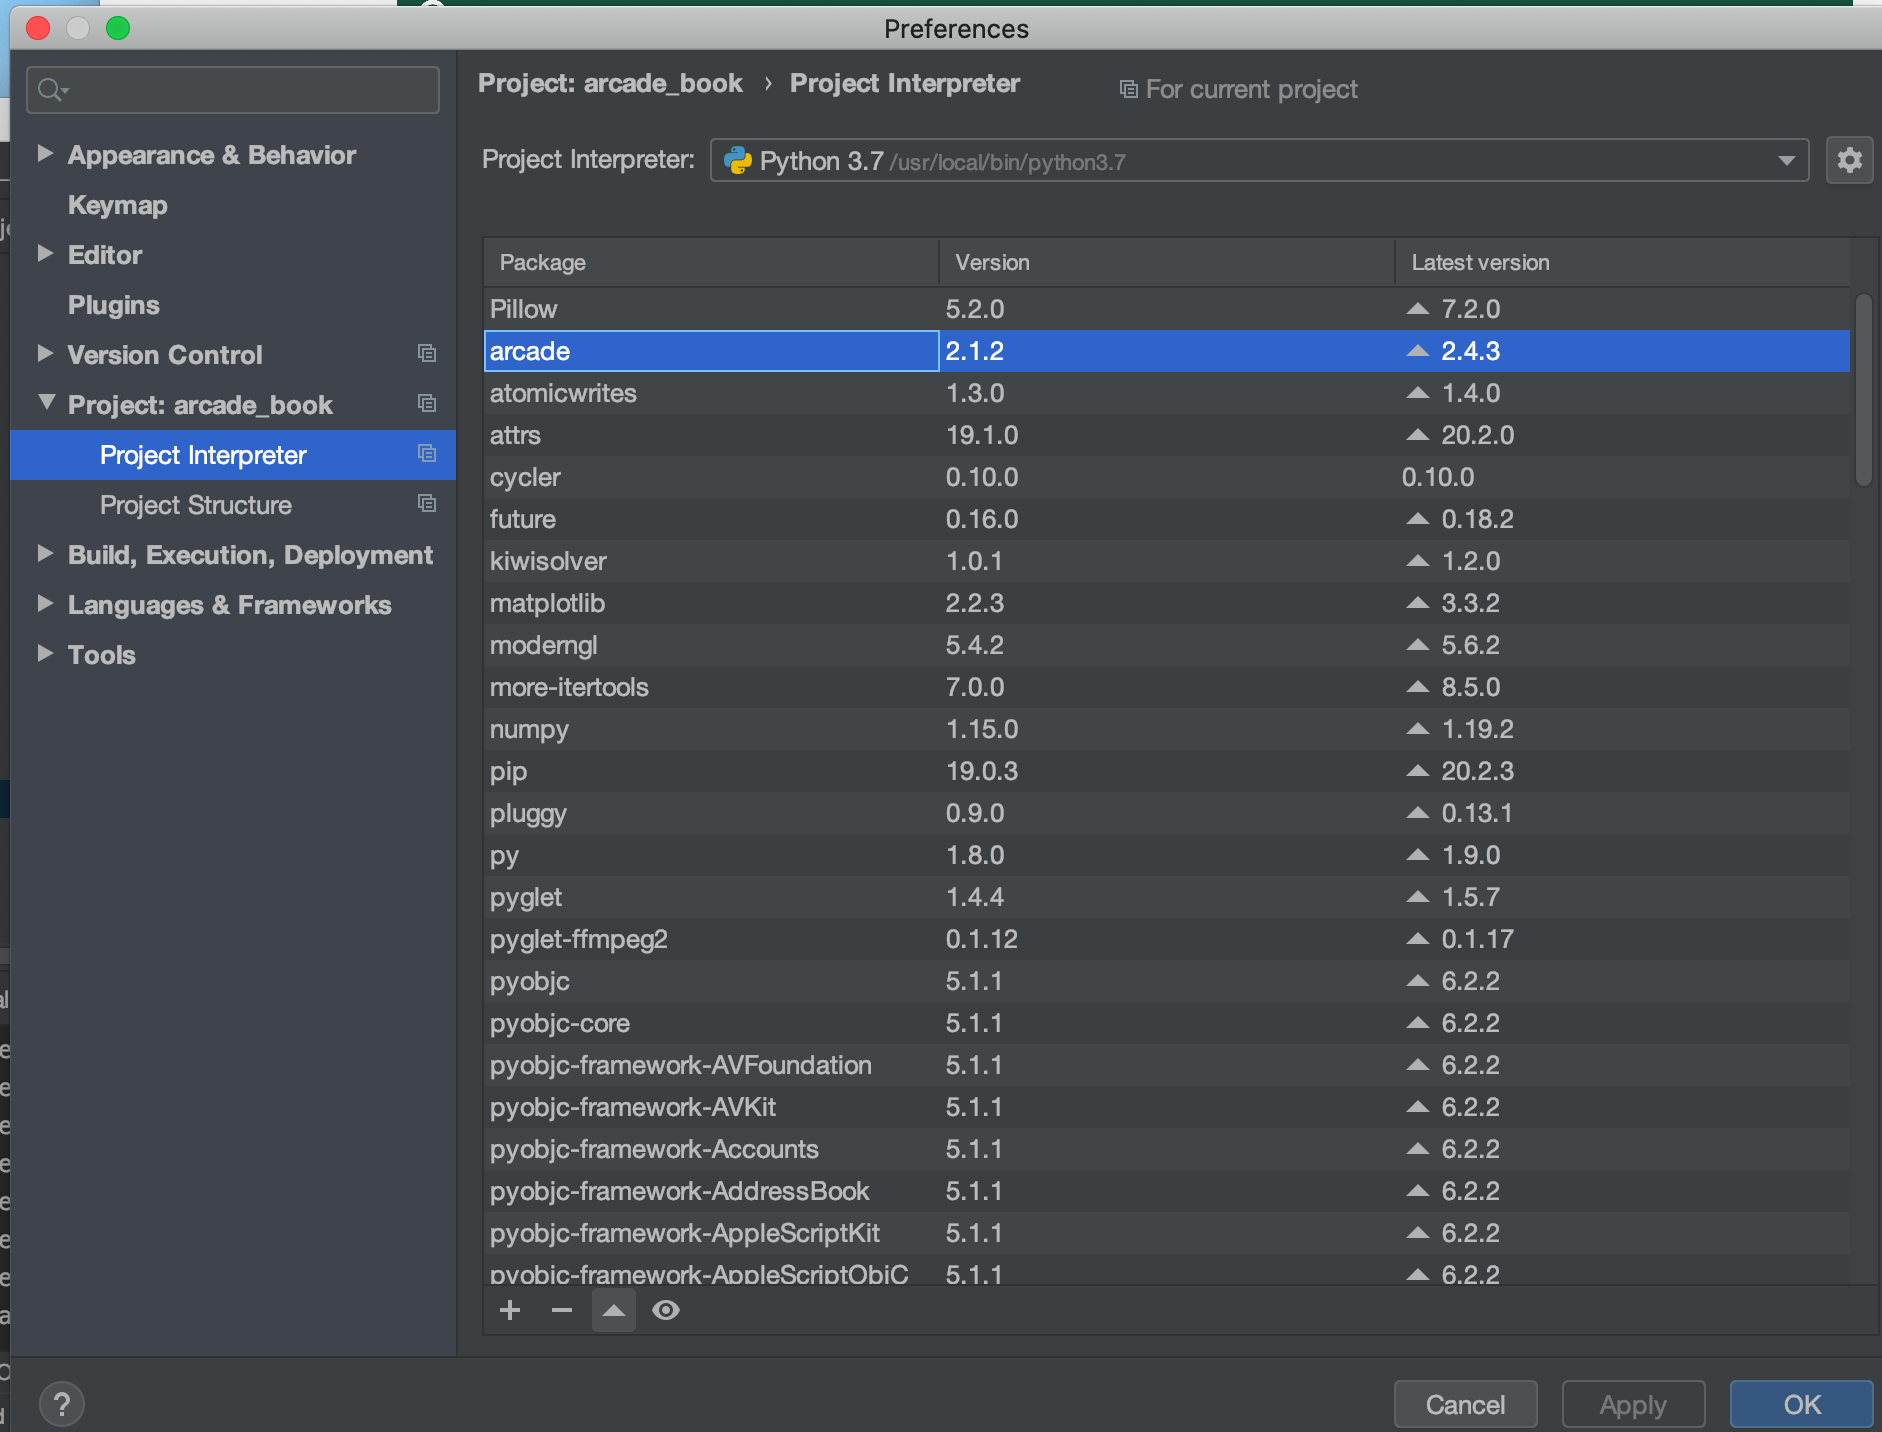 Preferences
Project: arcade_book › Project Interpreter For current project
Appearance & Behavior
Keymap
Editor
Plugins
Version Control
Project: arcade_book
Project Interpreter
Project Structure
Build, Execution, Deployment
Languages & Frameworks
Tools
Project Interpreter: Python 3.7 /usr/local/bin/python3.7
Package Version Latest version
Pillow 5.2.0 7.2.0
arcade 2.1.2 2.4.3
atomicwrites 1.3.0 1.4.0
attrs 19.1.0 20.2.0
cycler 0.10.0 0.10.0
future 0.16.0 0.18.2
kiwisolver 1.0.1 1.2.0
matplotlib 2.2.3 3.3.2
moderngl 5.4.2 5.6.2
more-itertools 7.0.0 8.5.0
numpy 1.15.0 1.19.2
pip 19.0.3 20.2.3
pluggy 0.9.0 0.13.1
py 1.8.0 1.9.0
pyglet 1.4.4 1.5.7
pyglet-ffmpeg2 0.1.12 0.1.17
pyobjc 5.1.1 6.2.2
pyobjc-core 5.1.1 6.2.2
pyobjc-framework-AVFoundation 5.1.1 6.2.2
pyobjc-framework-AVKit 5.1.1 6.2.2
pyobjc-framework-Accounts 5.1.1 6.2.2
pyobjc-framework-AddressBook 5.1.1 6.2.2
pyobjc-framework-AppleScriptKit 5.1.1 6.2.2
pyobjc-framework-AppleScriptObjC 5.1.1 6.2.2
? Cancel Apply OK